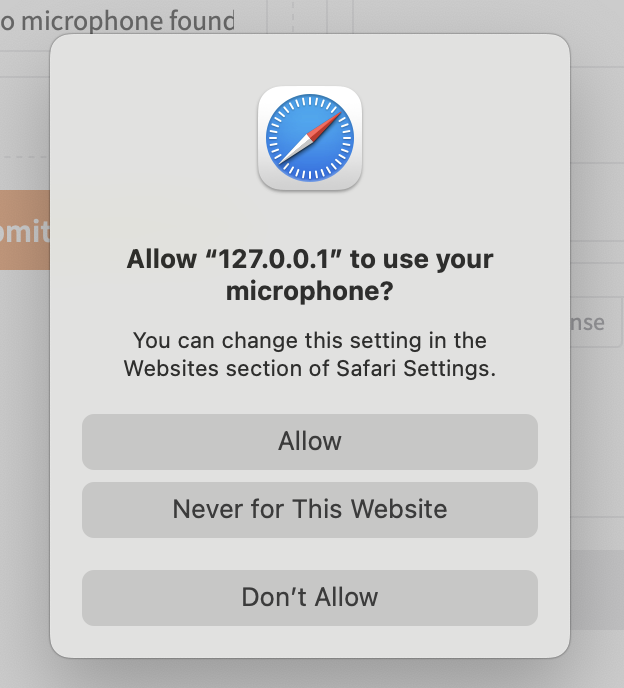 o microphone found
Allow “127.0.0.1” to use your
microphone?
You can change this setting in the
Websites section of Safari Settings.
Allow
Never for This Website
Don’t Allow
omit
nse